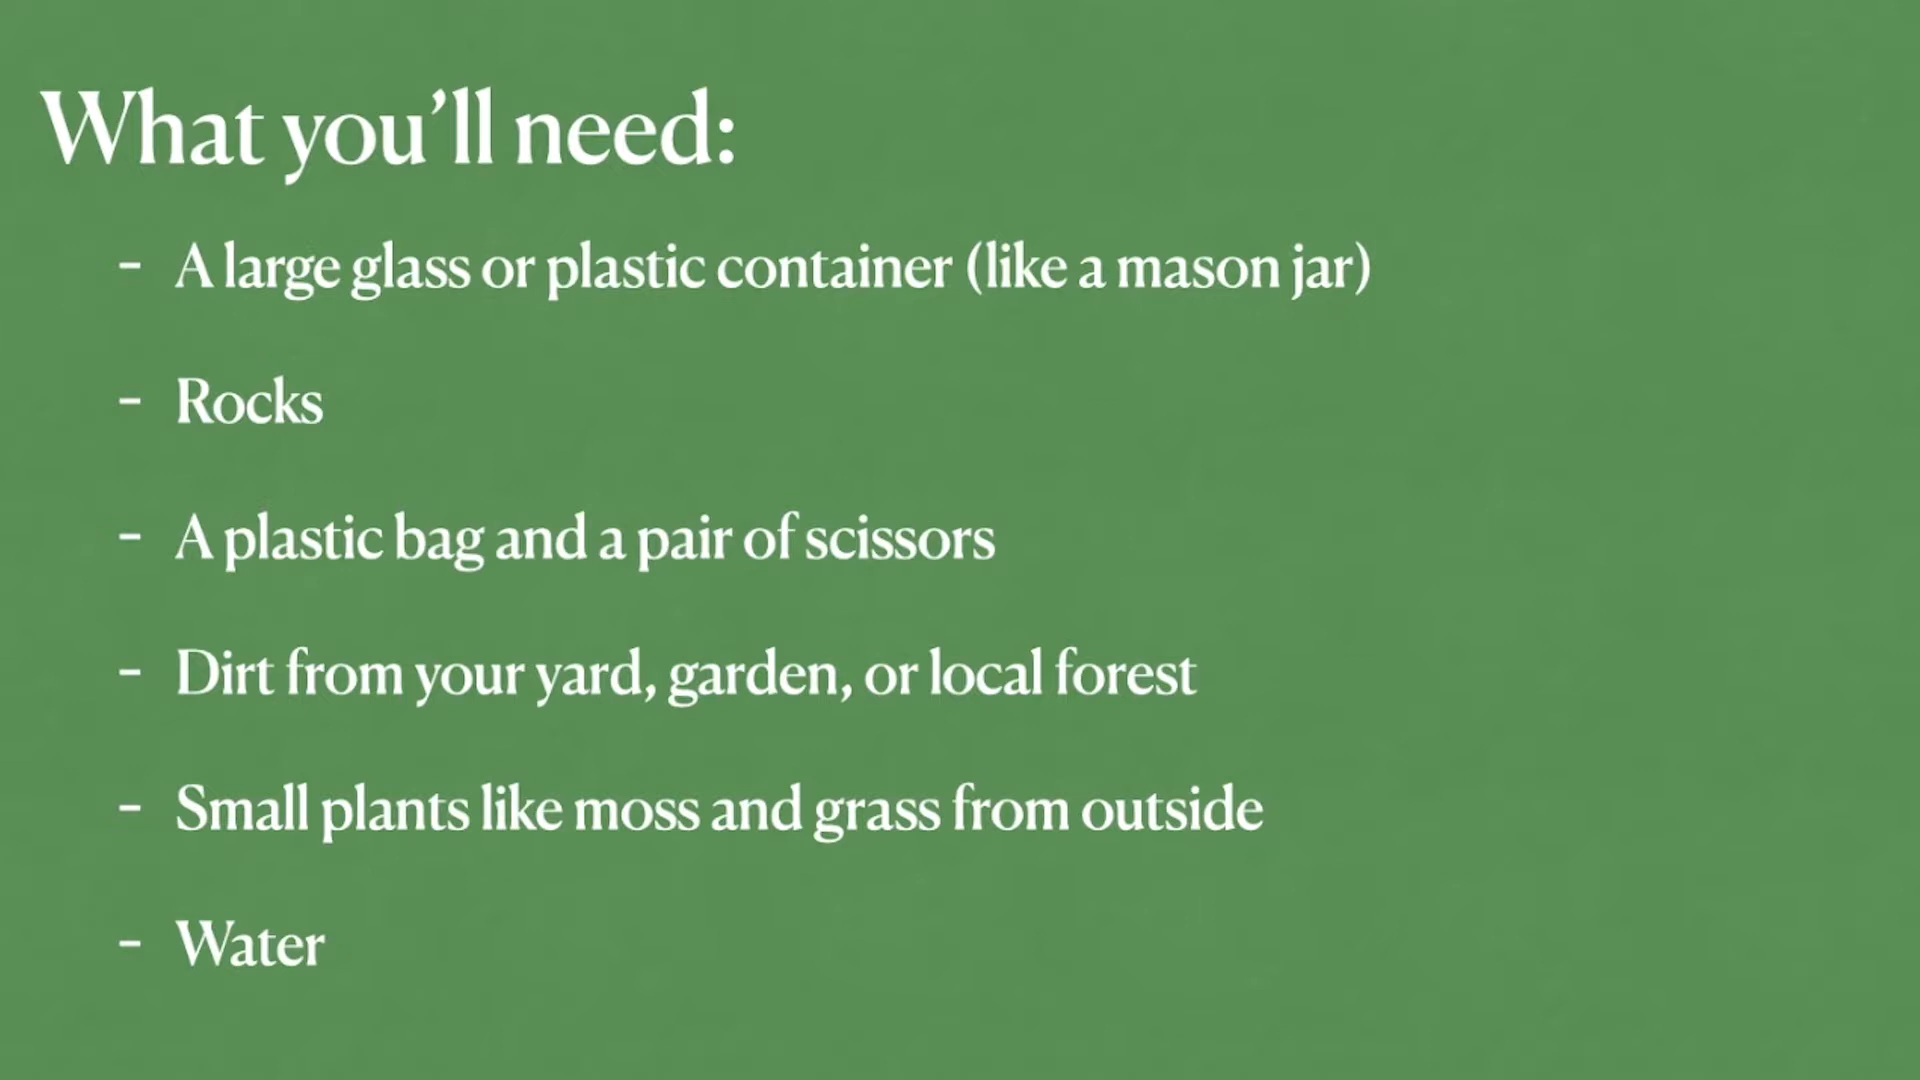 What you’ll need:
- A large glass or plastic container (like a mason jar)
- Rocks
- A plastic bag and a pair of scissors
- Dirt from your yard, garden, or local forest
- Small plants like moss and grass from outside
- Water